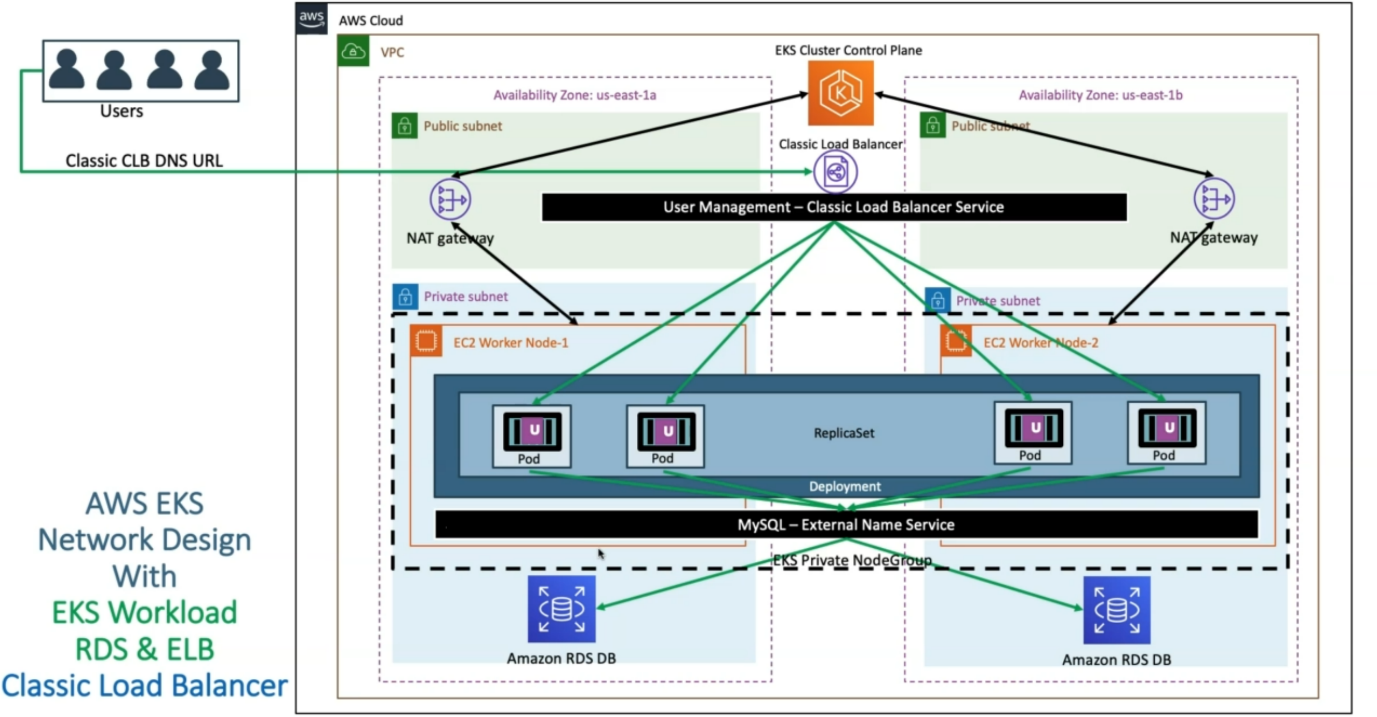 aws
AWS Cloud
VPC
EKS Cluster Control Plane
Availability Zone: us-east-1a
Availability Zone: us-east-1b
Users
Public subnet
Public subnet
Classic CLB DNS URL
Classic Load Balancer
User Management – Classic Load Balancer Service
NAT gateway
NAT gateway
Private subnet
Private subnet
EC2 Worker Node-1
EC2 Worker Node-2
U
U
U
U
Pod
Pod
Pod
Pod
ReplicaSet
Deployment
MySQL – External Name Service
EKS Private NodeGroup
Amazon RDS DB
Amazon RDS DB
AWS EKS
Network Design
With
EKS Workload
RDS & ELB
Classic Load Balancer